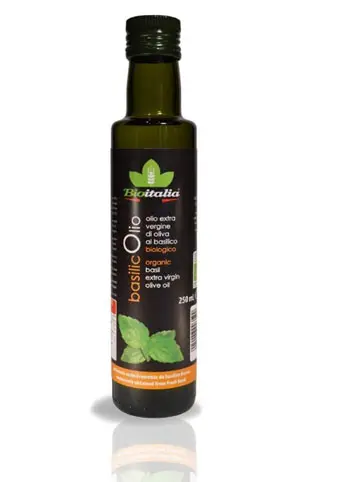 Bioitalia
basilicOlio
olio extra
vergine
di oliva
al basilico
biologico
organic
basil
extra virgin
olive oil
250 mL